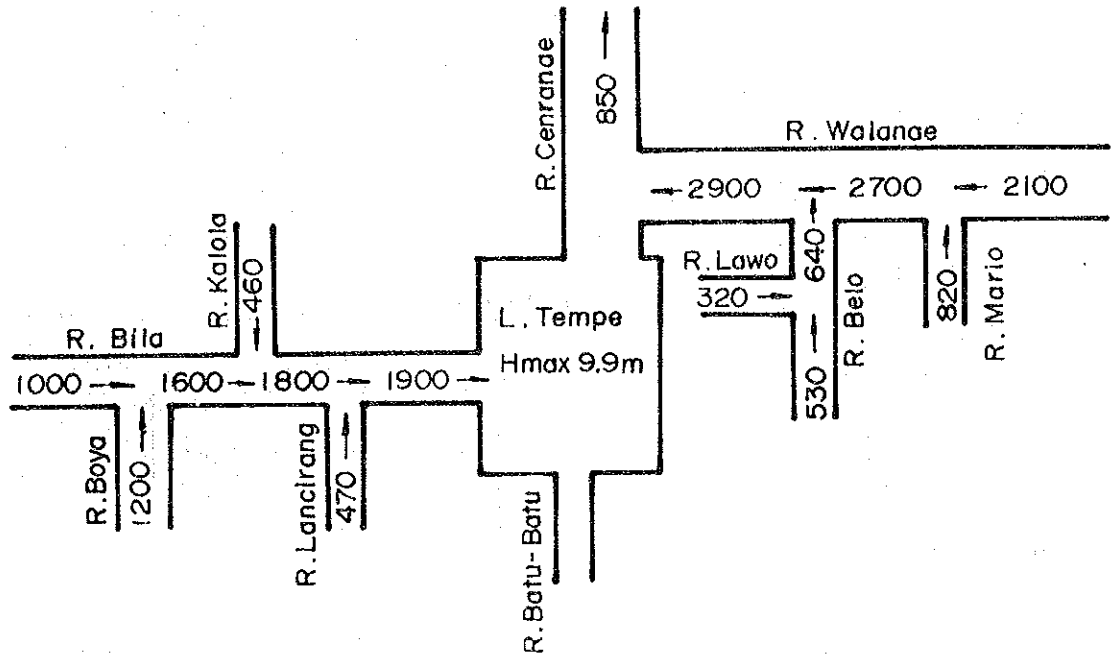 R. Cenranae
850
R. Walanae
2900
2700
2100
R. Kalola
460
R. Lawo
320
640
R. Belo
820
R. Mario
530
L. Tempe
Hmax 9.9m
R. Bila
1000
1600
1800
1900
R. Boya
1200
R. Lancirang
470
R. Batu-Batu